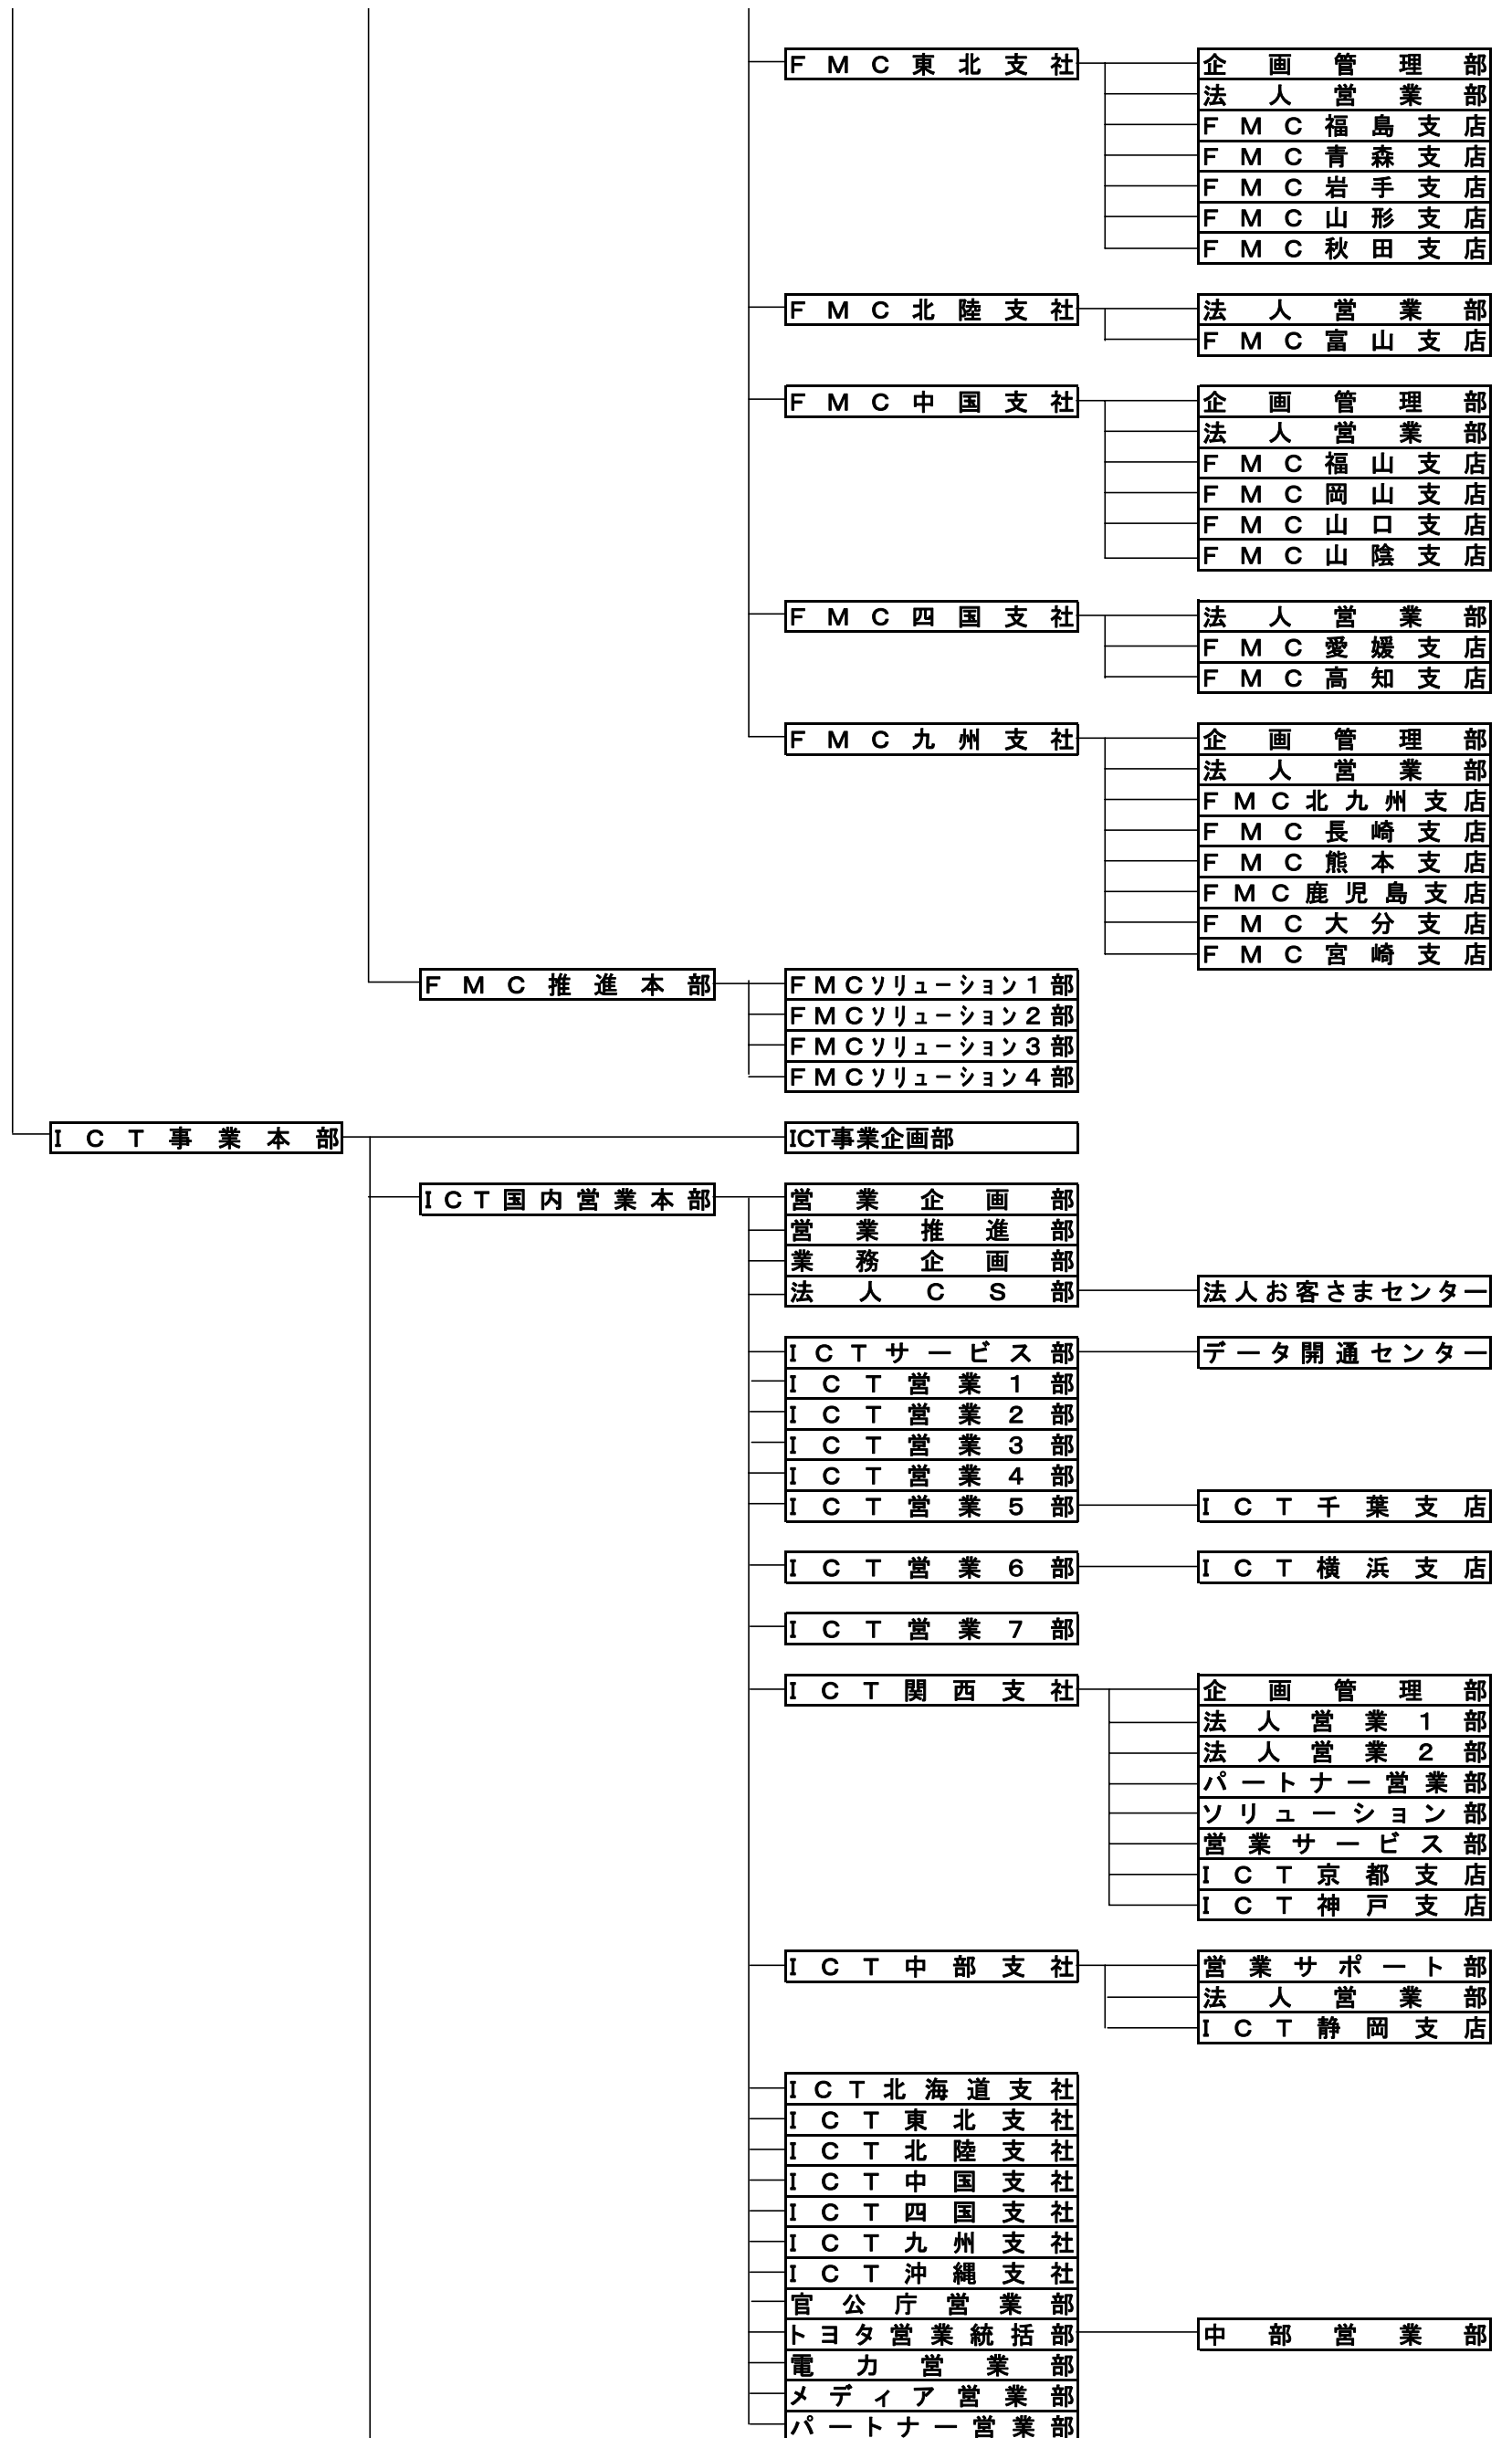 ＦＭＣ東北支社
企画管理部
法人営業部
ＦＭＣ福島支店
ＦＭＣ青森支店
ＦＭＣ岩手支店
ＦＭＣ山形支店
ＦＭＣ秋田支店
ＦＭＣ北陸支社
法人営業部
ＦＭＣ富山支店
ＦＭＣ中国支社
企画管理部
法人営業部
ＦＭＣ福山支店
ＦＭＣ岡山支店
ＦＭＣ山口支店
ＦＭＣ山陰支店
ＦＭＣ四国支社
法人営業部
ＦＭＣ愛媛支店
ＦＭＣ高知支店
ＦＭＣ九州支社
企画管理部
法人営業部
ＦＭＣ北九州支店
ＦＭＣ長崎支店
ＦＭＣ熊本支店
ＦＭＣ鹿児島支店
ＦＭＣ大分支店
ＦＭＣ宮崎支店
ＦＭＣ推進本部
ＦＭＣソリューション１部
ＦＭＣソリューション２部
ＦＭＣソリューション３部
ＦＭＣソリューション４部
ＩＣＴ事業本部
ICT事業企画部
ＩＣＴ国内営業本部
営業企画部
営業推進部
業務企画部
法人ＣＳ部
法人お客さまセンター
ＩＣＴサービス部
データ開通センター
ＩＣＴ営業１部
ＩＣＴ営業２部
ＩＣＴ営業３部
ＩＣＴ営業４部
ＩＣＴ営業５部
ＩＣＴ千葉支店
ＩＣＴ営業６部
ＩＣＴ横浜支店
ＩＣＴ営業７部
ＩＣＴ関西支社
企画管理部
法人営業１部
法人営業２部
パートナー営業部
ソリューション部
営業サービス部
ＩＣＴ京都支店
ＩＣＴ神戸支店
ＩＣＴ中部支社
営業サポート部
法人営業部
ＩＣＴ静岡支店
ＩＣＴ北海道支社
ＩＣＴ東北支社
ＩＣＴ北陸支社
ＩＣＴ中国支社
ＩＣＴ四国支社
ＩＣＴ九州支社
ＩＣＴ沖縄支社
官公庁営業部
トヨタ営業統括部
中部営業部
電力営業部
メディア営業部
パートナー営業部